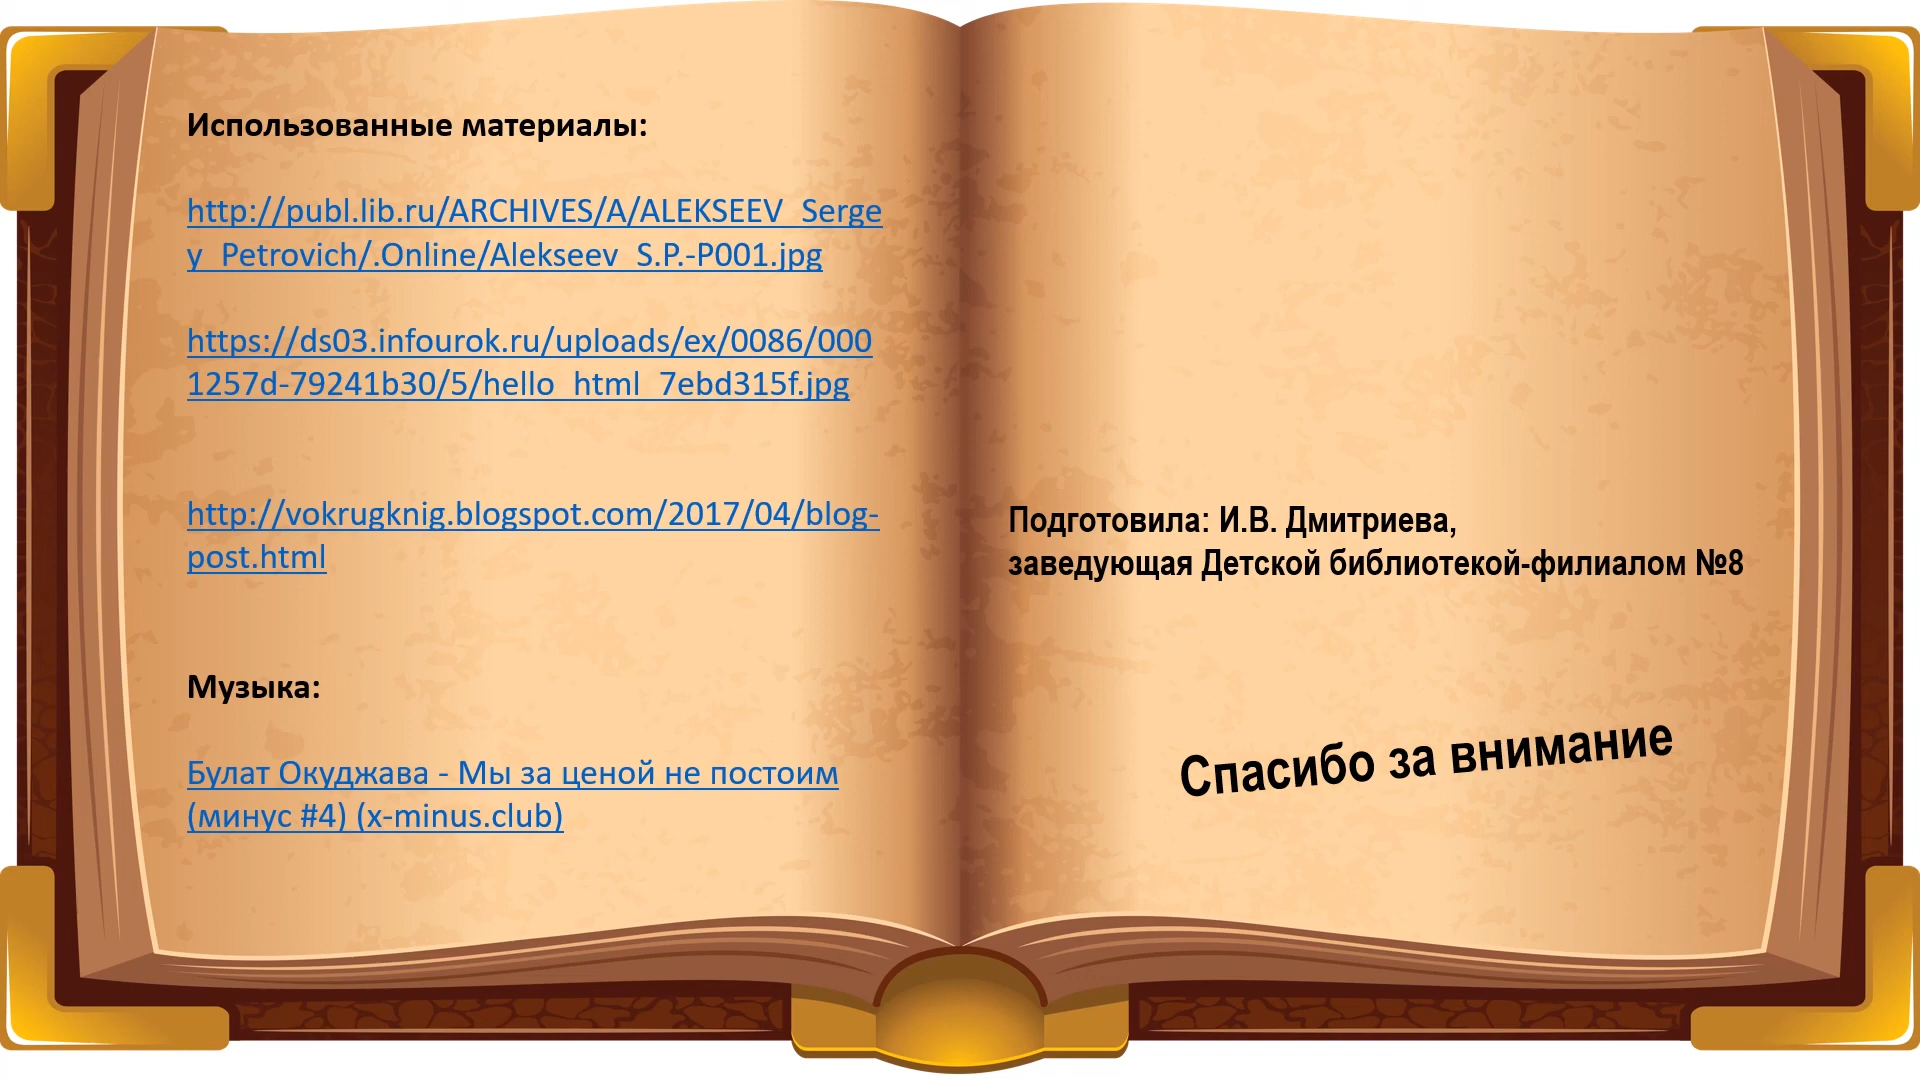 Использованные материалы:
http://publ.lib.ru/ARCHIVES/A/ALEKSEEV_Serge
y_Petrovich/.Online/Alekseev_S.P.-P001.jpg
https://ds03.infourok.ru/uploads/ex/0086/000
1257d-79241b30/5/hello_html_7ebd315f.jpg
http://vokrugknig.blogspot.com/2017/04/blog-
post.html
Музыка:
Булат Окуджава - Мы за ценой не постоим
(минус #4) (x-minus.club)
Подготовила: И.В. Дмитриева,
заведующая Детской библиотекой-филиалом №8
Спасибо за внимание